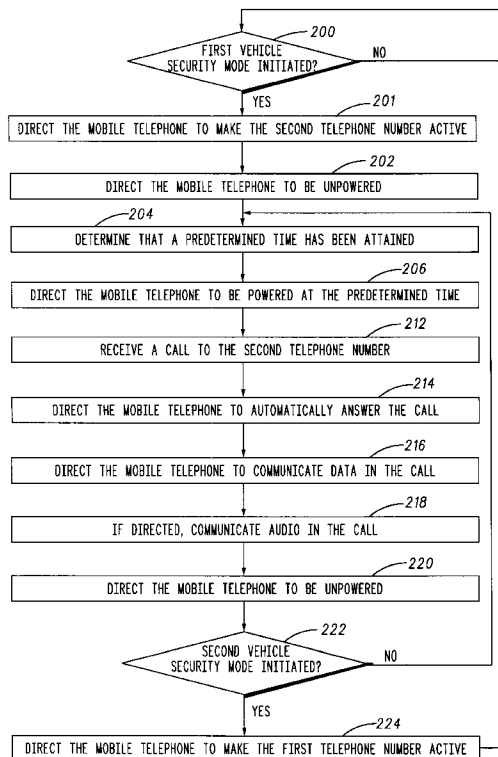 200
FIRST VEHICLE
SECURITY MODE INITIATED?
NO
YES
201
DIRECT THE MOBILE TELEPHONE TO MAKE THE SECOND TELEPHONE NUMBER ACTIVE
202
DIRECT THE MOBILE TELEPHONE TO BE UNPOWERED
204
DETERMINE THAT A PREDETERMINED TIME HAS BEEN ATTAINED
206
DIRECT THE MOBILE TELEPHONE TO BE POWERED AT THE PREDETERMINED TIME
212
RECEIVE A CALL TO THE SECOND TELEPHONE NUMBER
214
DIRECT THE MOBILE TELEPHONE TO AUTOMATICALLY ANSWER THE CALL
216
DIRECT THE MOBILE TELEPHONE TO COMMUNICATE DATA IN THE CALL
218
IF DIRECTED, COMMUNICATE AUDIO IN THE CALL
220
DIRECT THE MOBILE TELEPHONE TO BE UNPOWERED
222
SECOND VEHICLE
SECURITY MODE INITIATED?
NO
YES
224
DIRECT THE MOBILE TELEPHONE TO MAKE THE FIRST TELEPHONE NUMBER ACTIVE